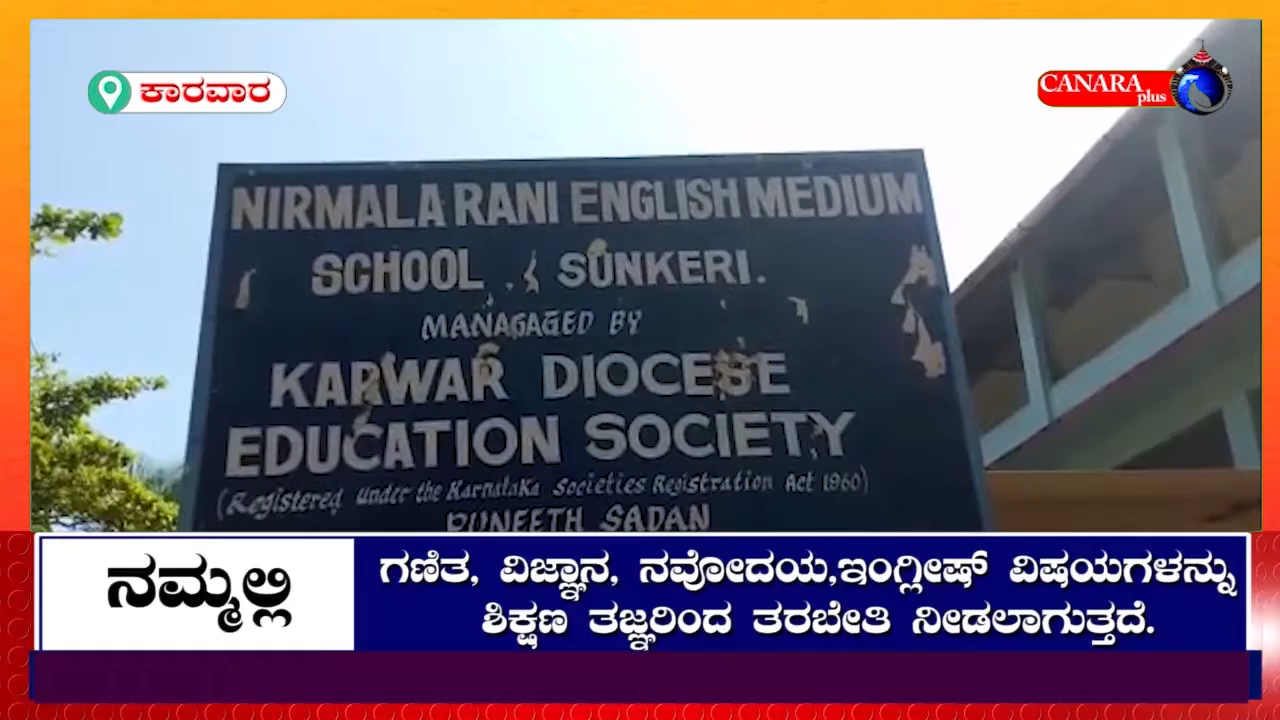 ಕಾರವಾರ
CANARA
plus
NIRMALA RANI ENGLISH MEDIUM
SCHOOL , SUNKERI.
MANAGAGED BY
KARWAR DIOCESE
EDUCATION SOCIETY
(Registered under the Karnataka Societies Registration Act 1960)
PUNEETH SADAN
ನಮ್ಮಲ್ಲಿ
ಗಣಿತ, ವಿಜ್ಞಾನ, ನವೋದಯ,ಇಂಗ್ಲೀಷ್ ವಿಷಯಗಳನ್ನು
ಶಿಕ್ಷಣ ತಜ್ಞರಿಂದ ತರಬೇತಿ ನೀಡಲಾಗುತ್ತದೆ.